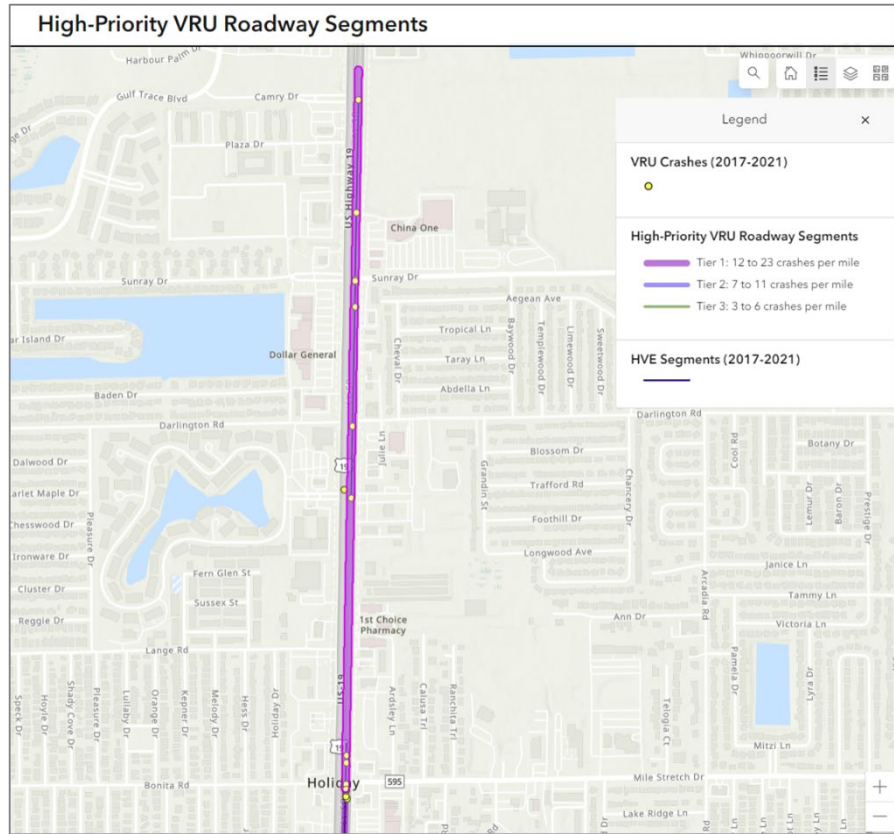 High-Priority VRU Roadway Segments
Harbour Palm Dr
Whippoorwill Dr
Gulf Trace Blvd
Camry Dr
Legend
Plaza Dr
VRU Crashes (2017-2021)
US Highway 19
China One
High-Priority VRU Roadway Segments
Tier 1: 12 to 23 crashes per mile
Tier 2: 7 to 11 crashes per mile
Tier 3: 3 to 6 crashes per mile
Sunray Dr
Sunray Dr
Aegean Ave
Tropical Ln
Baywood Dr
Templewood Dr
Limewood Dr
Sweetwood Dr
ar Island Dr
Dollar General
Cheval Dr
Taray Ln
HVE Segments (2017-2021)
Abdella Ln
Baden Dr
Darlington Rd
Darlington Rd
Julie Ln
Cool Rd
Botany Dr
Blossom Dr
Dalwood Dr
19
Grandin St
Trafford Rd
Chancery Dr
Lemur Dr
Baron Dr
Prestige Dr
arlet Maple Dr
Chesswood Dr
Pleasure Dr
Foothill Dr
Ironware Dr
Longwood Ave
Janice Ln
Fern Glen St
Cluster Dr
Arcadia Rd
Tammy Ln
Sussex St
Reggie Dr
1st Choice
Pharmacy
Ann Dr
Victoria Ln
Lange Rd
Pamela Dr
Lyra Dr
US-19
Speck Dr
Hoyle Dr
Shady Cove Dr
Pleasure Dr
Lullaby Dr
Orange Dr
Kepner Dr
Melody Dr
Hess Dr
Holiday Dr
Ardsley Ln
Calusa Trl
Ranchita Trl
Telogia Ct
Mitzi Ln
19
Bonita Rd
Holiday
595
Mile Stretch Dr
Lake Ridge Ln